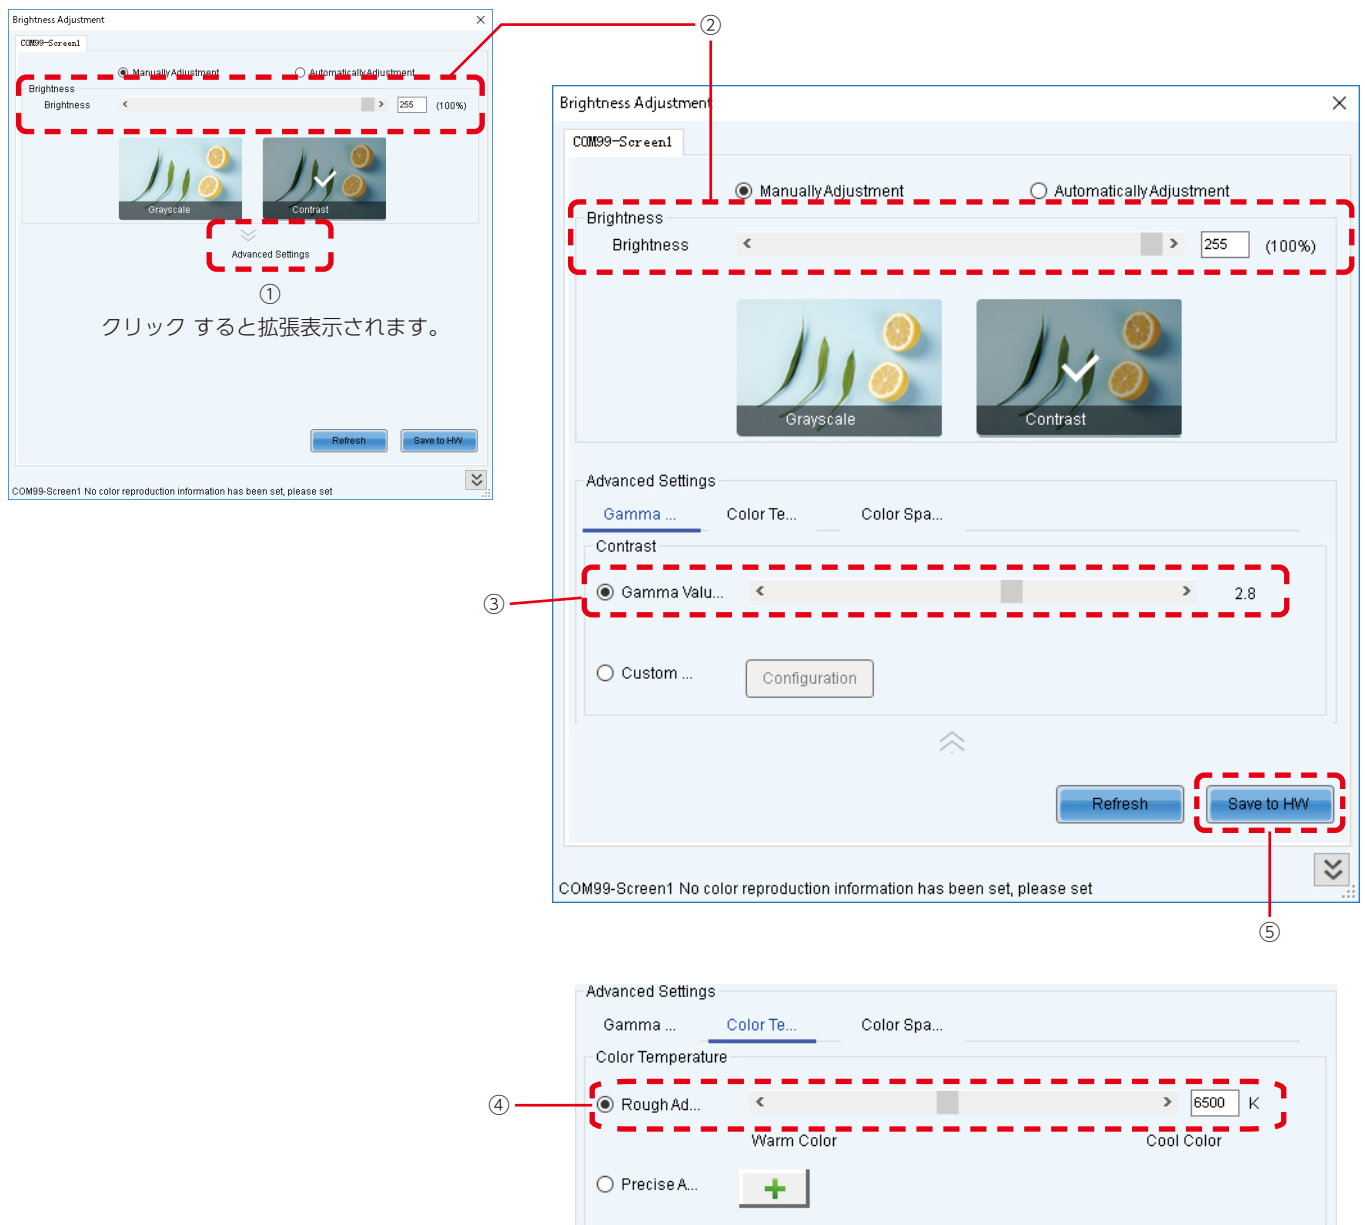 Brightness Adjustment
COM99-Screen1
Manually Adjustment
Automatically Adjustment
Brightness
Brightness
255
(100%)
Grayscale
Contrast
Advanced Settings
①
クリック すると拡張表示されます。
Refresh
Save to HW
COM99-Screen1 No color reproduction information has been set, please set
②
Brightness Adjustment
COM99-Screen1
Manually Adjustment
Automatically Adjustment
Brightness
Brightness
255
(100%)
Grayscale
Contrast
Advanced Settings
Gamma ...
Color Te...
Color Spa...
Contrast
③
Gamma Valu...
2.8
Custom ...
Configuration
Refresh
Save to HW
COM99-Screen1 No color reproduction information has been set, please set
⑤
Advanced Settings
Gamma ...
Color Te...
Color Spa...
Color Temperature
④
Rough Ad...
6500
K
Warm Color
Cool Color
Precise A...